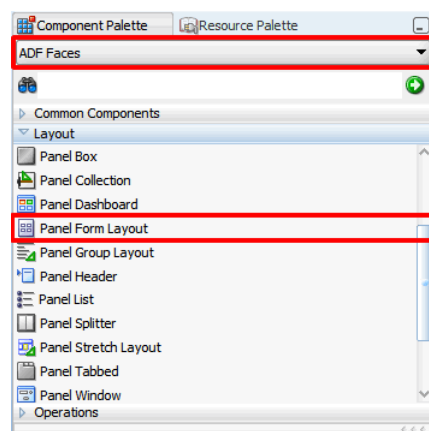 Component Palette Resource Palette
ADF Faces
Common Components
Layout
Panel Box
Panel Collection
Panel Dashboard
Panel Form Layout
Panel Group Layout
Panel Header
Panel List
Panel Splitter
Panel Stretch Layout
Panel Tabbed
Panel Window
Operations